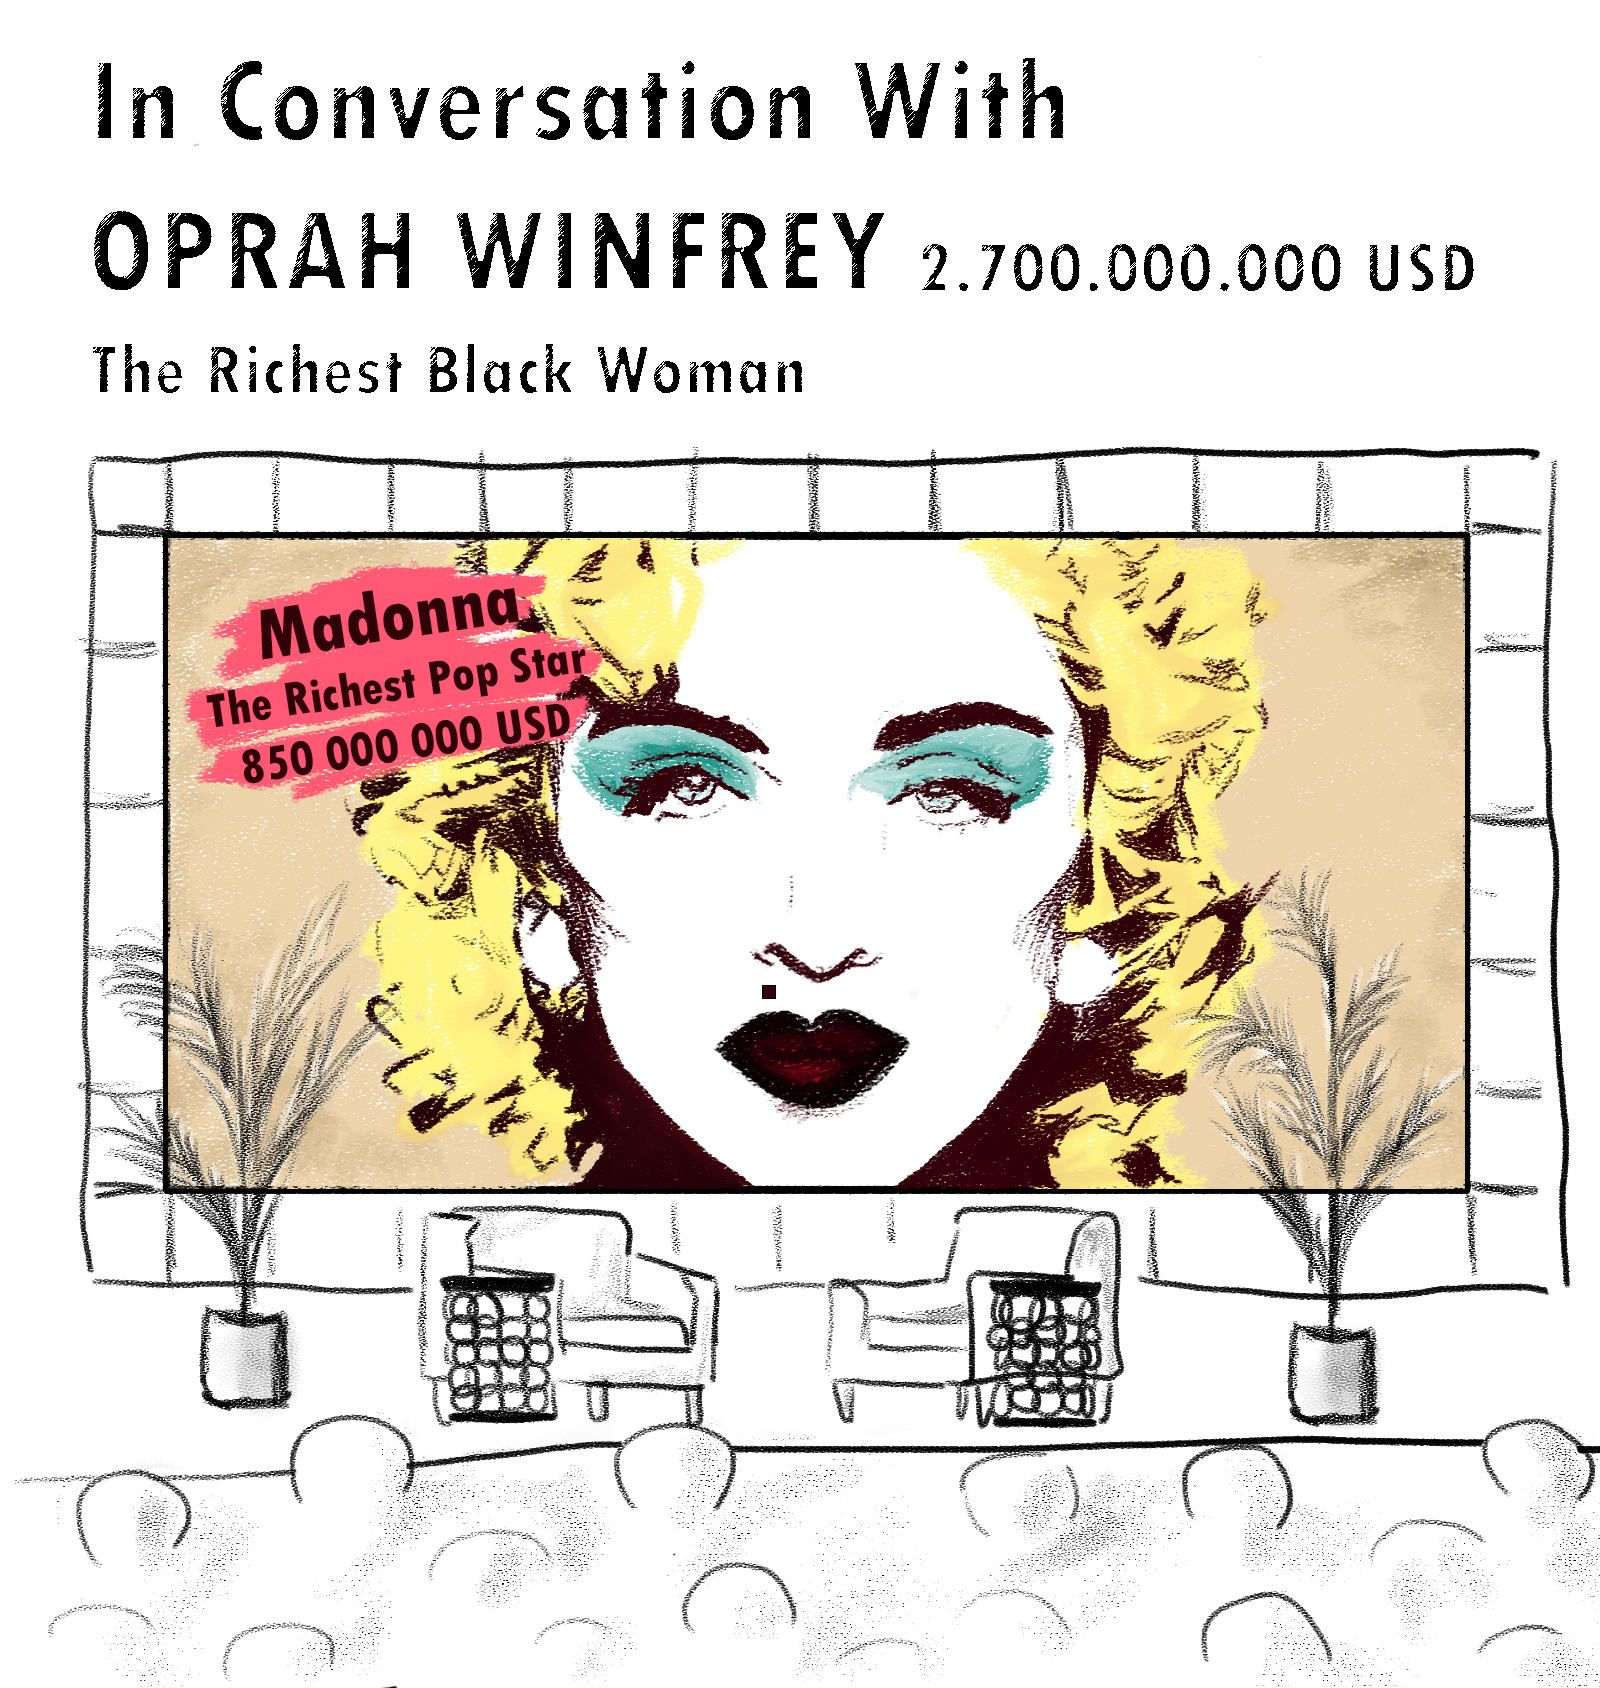 In Conversation With
OPRAH WINFREY 2.700.000.000 USD
The Richest Black Woman
Madonna
The Richest Pop Star
850 000 000 USD